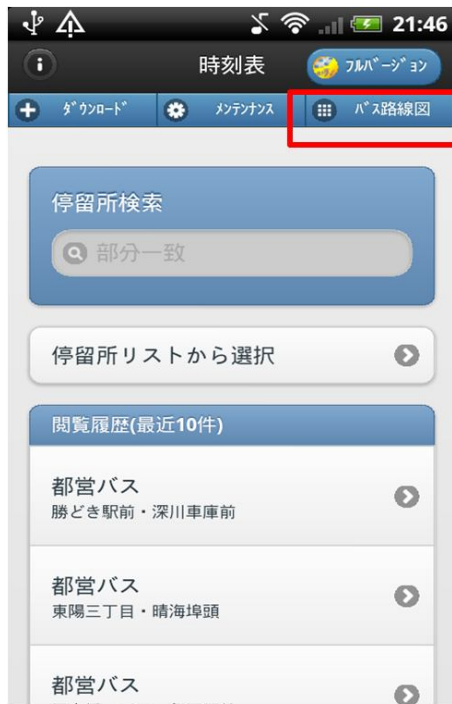 21:46
時刻表
フルバージョン
ダウンロード
メンテナンス
バス路線図
停留所検索
部分一致
停留所リストから選択
閲覧履歴(最近10件)
都営バス
勝どき駅前・深川車庫前
都営バス
東陽三丁目・晴海埠頭
都営バス